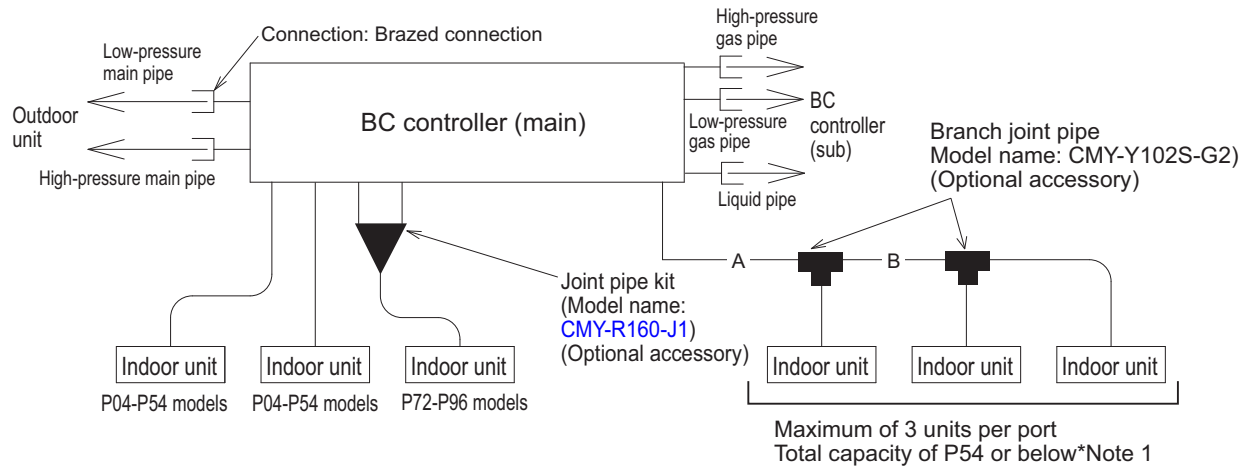 Connection: Brazed connection
Low-pressure
main pipe
Outdoor
unit
High-pressure main pipe
BC controller (main)
High-pressure
gas pipe
Low-pressure
gas pipe
BC
controller
(sub)
Liquid pipe
Branch joint pipe
Model name: CMY-Y102S-G2)
(Optional accessory)
A
B
Joint pipe kit
(Model name:
CMY-R160-J1)
(Optional accessory)
Indoor unit
Indoor unit
Indoor unit
Indoor unit
Indoor unit
Indoor unit
P04-P54 models
P04-P54 models
P72-P96 models
Maximum of 3 units per port
Total capacity of P54 or below*Note 1